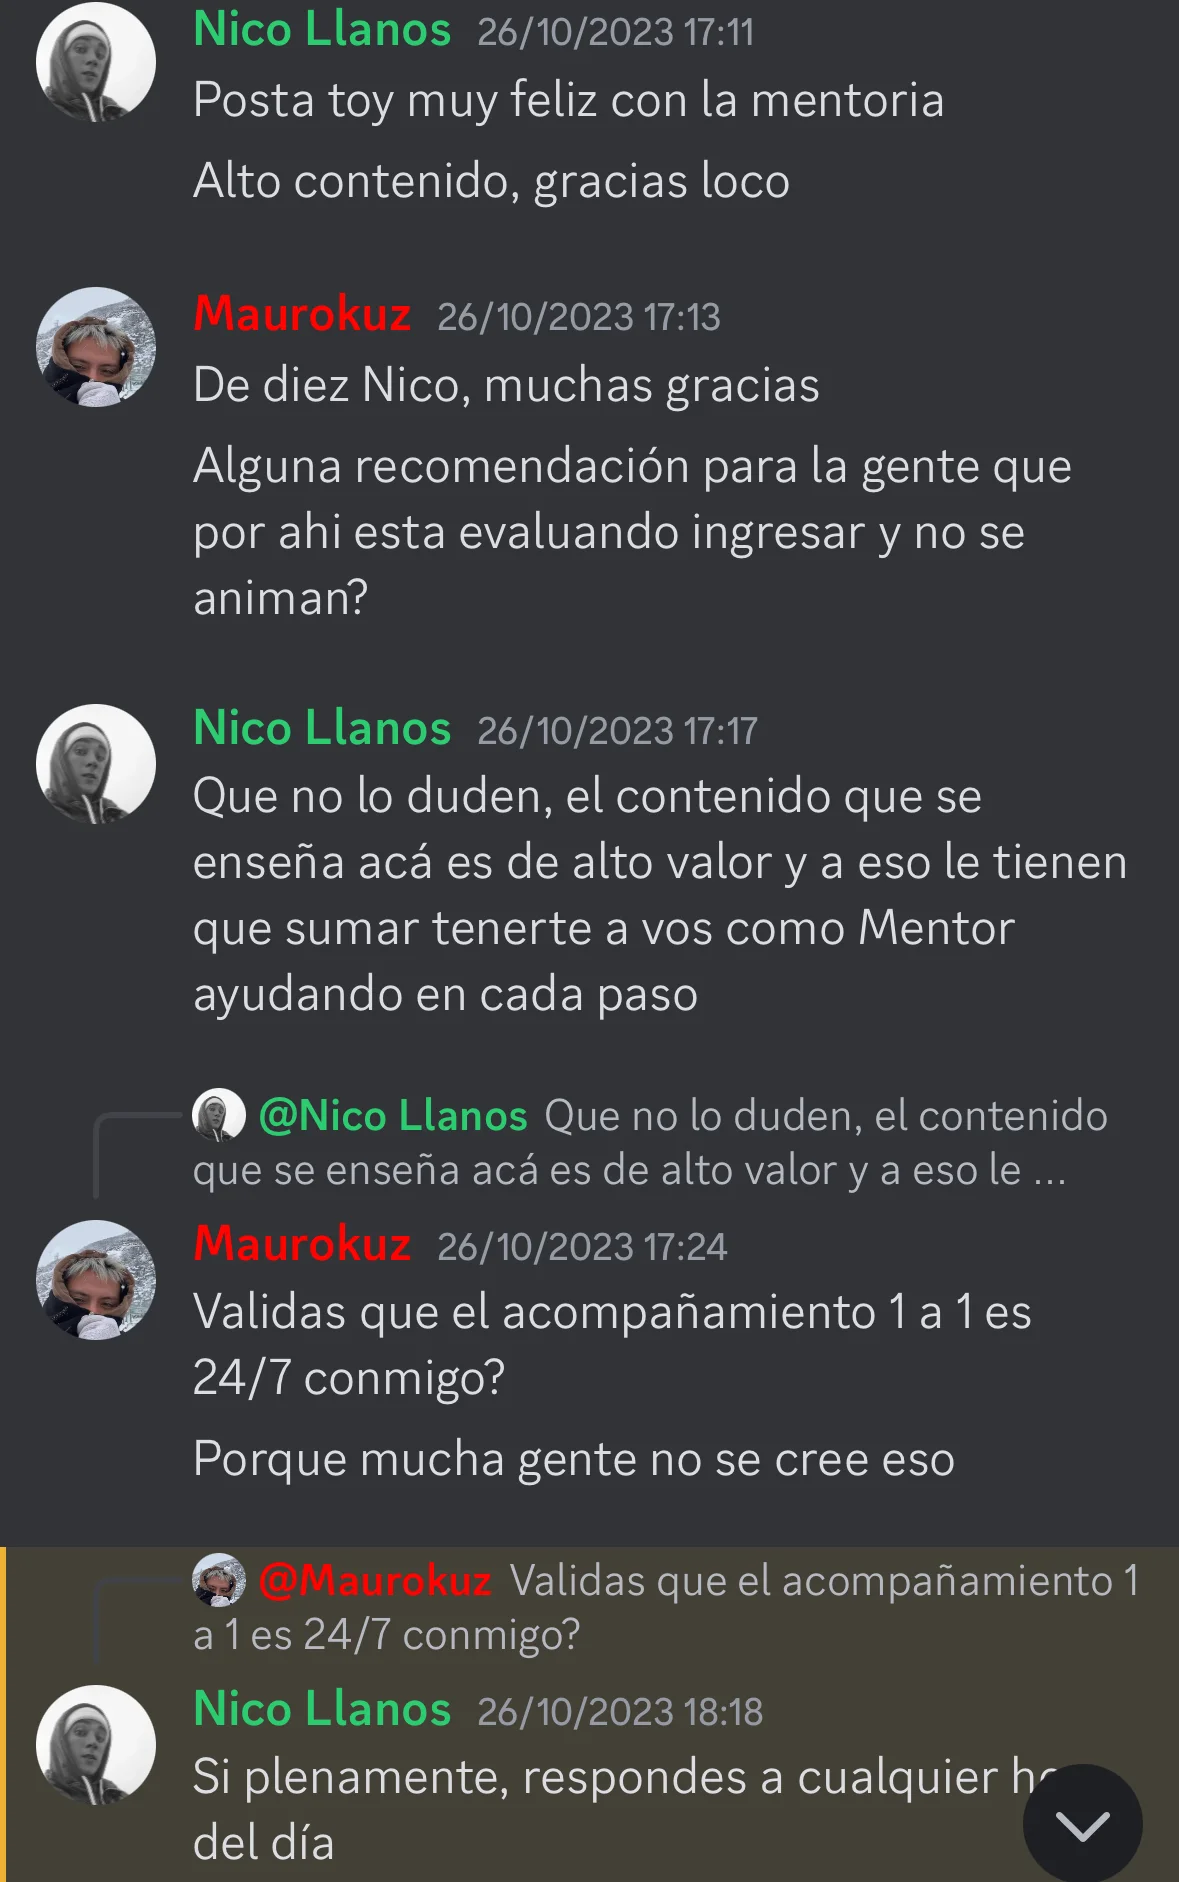 Nico Llanos 26/10/2023 17:11
Posta toy muy feliz con la mentoria
Alto contenido, gracias loco
Maurokuz 26/10/2023 17:13
De diez Nico, muchas gracias
Alguna recomendación para la gente que
por ahi esta evaluando ingresar y no se
animan?
Nico Llanos 26/10/2023 17:17
Que no lo duden, el contenido que se
enseña acá es de alto valor y a eso le tienen
que sumar tenerte a vos como Mentor
ayudando en cada paso
@Nico Llanos Que no lo duden, el contenido
que se enseña acá es de alto valor y a eso le ...
Maurokuz 26/10/2023 17:24
Validas que el acompañamiento 1 a 1 es
24/7 conmigo?
Porque mucha gente no se cree eso
@Maurokuz Validas que el acompañamiento 1
a 1 es 24/7 conmigo?
Nico Llanos 26/10/2023 18:18
Si plenamente, respondes a cualquier
del día